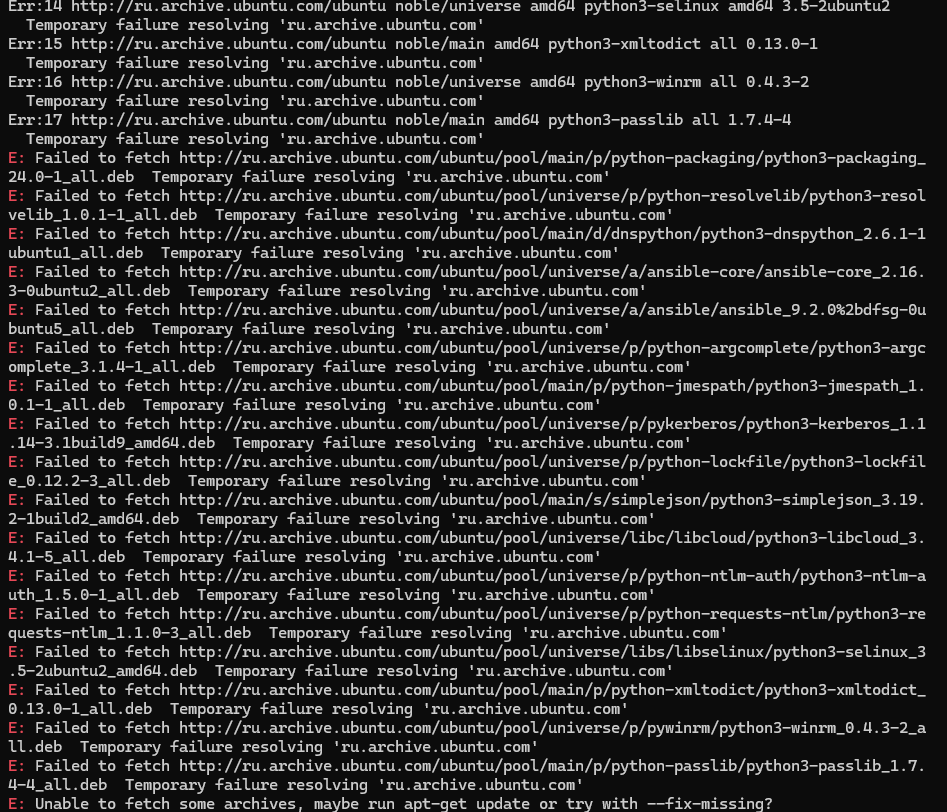 Err:14 http://ru.archive.ubuntu.com/ubuntu noble/universe amd64 python3-selinux amd64 3.5-2ubuntu2
  Temporary failure resolving 'ru.archive.ubuntu.com'
Err:15 http://ru.archive.ubuntu.com/ubuntu noble/main amd64 python3-xmltodict all 0.13.0-1
  Temporary failure resolving 'ru.archive.ubuntu.com'
Err:16 http://ru.archive.ubuntu.com/ubuntu noble/universe amd64 python3-winrm all 0.4.3-2
  Temporary failure resolving 'ru.archive.ubuntu.com'
Err:17 http://ru.archive.ubuntu.com/ubuntu noble/main amd64 python3-passlib all 1.7.4-4
  Temporary failure resolving 'ru.archive.ubuntu.com'
E: Failed to fetch http://ru.archive.ubuntu.com/ubuntu/pool/main/p/python-packaging/python3-packaging_
24.0-1_all.deb  Temporary failure resolving 'ru.archive.ubuntu.com'
E: Failed to fetch http://ru.archive.ubuntu.com/ubuntu/pool/universe/p/python-resolvelib/python3-resol
velib_1.0.1-1_all.deb  Temporary failure resolving 'ru.archive.ubuntu.com'
E: Failed to fetch http://ru.archive.ubuntu.com/ubuntu/pool/main/d/dnspython/python3-dnspython_2.6.1-1
ubuntu1_all.deb  Temporary failure resolving 'ru.archive.ubuntu.com'
E: Failed to fetch http://ru.archive.ubuntu.com/ubuntu/pool/universe/a/ansible-core/ansible-core_2.16.
3-0ubuntu2_all.deb  Temporary failure resolving 'ru.archive.ubuntu.com'
E: Failed to fetch http://ru.archive.ubuntu.com/ubuntu/pool/universe/a/ansible/ansible_9.2.0%2bdfsg-0u
buntu5_all.deb  Temporary failure resolving 'ru.archive.ubuntu.com'
E: Failed to fetch http://ru.archive.ubuntu.com/ubuntu/pool/universe/p/python-argcomplete/python3-argc
omplete_3.1.4-1_all.deb  Temporary failure resolving 'ru.archive.ubuntu.com'
E: Failed to fetch http://ru.archive.ubuntu.com/ubuntu/pool/main/p/python-jmespath/python3-jmespath_1.
0.1-1_all.deb  Temporary failure resolving 'ru.archive.ubuntu.com'
E: Failed to fetch http://ru.archive.ubuntu.com/ubuntu/pool/universe/p/pykerberos/python3-kerberos_1.1
.14-3.1build9_amd64.deb  Temporary failure resolving 'ru.archive.ubuntu.com'
E: Failed to fetch http://ru.archive.ubuntu.com/ubuntu/pool/universe/p/python-lockfile/python3-lockfil
e_0.12.2-3_all.deb  Temporary failure resolving 'ru.archive.ubuntu.com'
E: Failed to fetch http://ru.archive.ubuntu.com/ubuntu/pool/main/s/simplejson/python3-simplejson_3.19.
2-1build2_amd64.deb  Temporary failure resolving 'ru.archive.ubuntu.com'
E: Failed to fetch http://ru.archive.ubuntu.com/ubuntu/pool/universe/libc/libcloud/python3-libcloud_3.
4.1-5_all.deb  Temporary failure resolving 'ru.archive.ubuntu.com'
E: Failed to fetch http://ru.archive.ubuntu.com/ubuntu/pool/universe/p/python-ntlm-auth/python3-ntlm-a
uth_1.5.0-1_all.deb  Temporary failure resolving 'ru.archive.ubuntu.com'
E: Failed to fetch http://ru.archive.ubuntu.com/ubuntu/pool/universe/p/python-requests-ntlm/python3-re
quests-ntlm_1.1.0-3_all.deb  Temporary failure resolving 'ru.archive.ubuntu.com'
E: Failed to fetch http://ru.archive.ubuntu.com/ubuntu/pool/universe/libs/libselinux/python3-selinux_3
.5-2ubuntu2_amd64.deb  Temporary failure resolving 'ru.archive.ubuntu.com'
E: Failed to fetch http://ru.archive.ubuntu.com/ubuntu/pool/main/p/python-xmltodict/python3-xmltodict_
0.13.0-1_all.deb  Temporary failure resolving 'ru.archive.ubuntu.com'
E: Failed to fetch http://ru.archive.ubuntu.com/ubuntu/pool/universe/p/pywinrm/python3-winrm_0.4.3-2_a
ll.deb  Temporary failure resolving 'ru.archive.ubuntu.com'
E: Failed to fetch http://ru.archive.ubuntu.com/ubuntu/pool/main/p/python-passlib/python3-passlib_1.7.
4-4_all.deb  Temporary failure resolving 'ru.archive.ubuntu.com'
E: Unable to fetch some archives, maybe run apt-get update or try with --fix-missing?